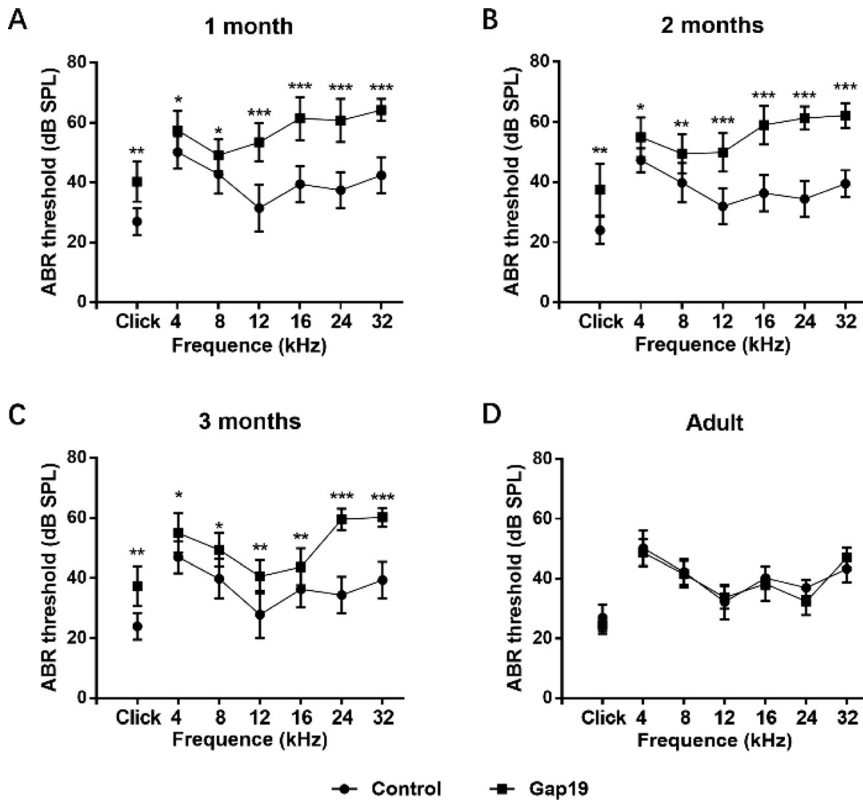 A
1 month
ABR threshold (dB SPL)
80
60
40
20
0
** * * *** *** *** ***
Click 4 8 12 16 24 32
Frequence (kHz)
B
2 months
ABR threshold (dB SPL)
80
60
40
20
0
** * ** *** *** *** ***
Click 4 8 12 16 24 32
Frequence (kHz)
C
3 months
ABR threshold (dB SPL)
80
60
40
20
0
** * * ** ** *** ***
Click 4 8 12 16 24 32
Frequence (kHz)
D
Adult
ABR threshold (dB SPL)
80
60
40
20
0
Click 4 8 12 16 24 32
Frequence (kHz)
Control Gap19